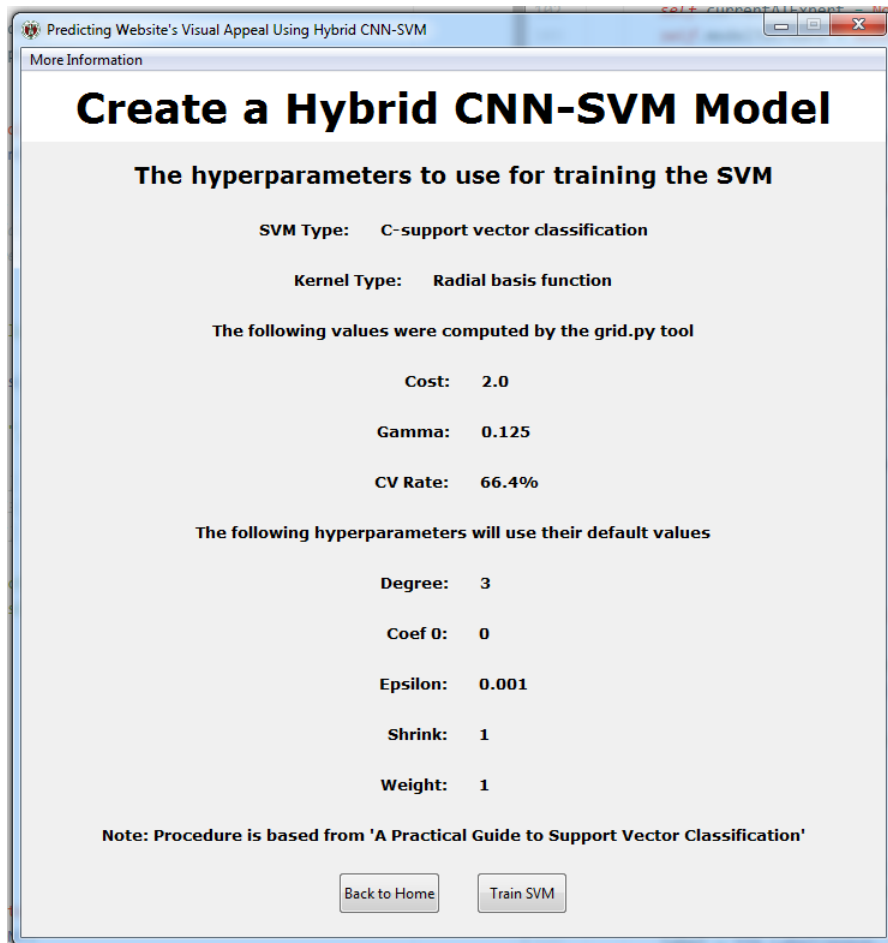 Predicting Website's Visual Appeal Using Hybrid CNN-SVM
More Information
Create a Hybrid CNN-SVM Model
The hyperparameters to use for training the SVM
SVM Type: C-support vector classification
Kernel Type: Radial basis function
The following values were computed by the grid.py tool
Cost: 2.0
Gamma: 0.125
CV Rate: 66.4%
The following hyperparameters will use their default values
Degree: 3
Coef 0: 0
Epsilon: 0.001
Shrink: 1
Weight: 1
Note: Procedure is based from 'A Practical Guide to Support Vector Classification'
Back to Home Train SVM